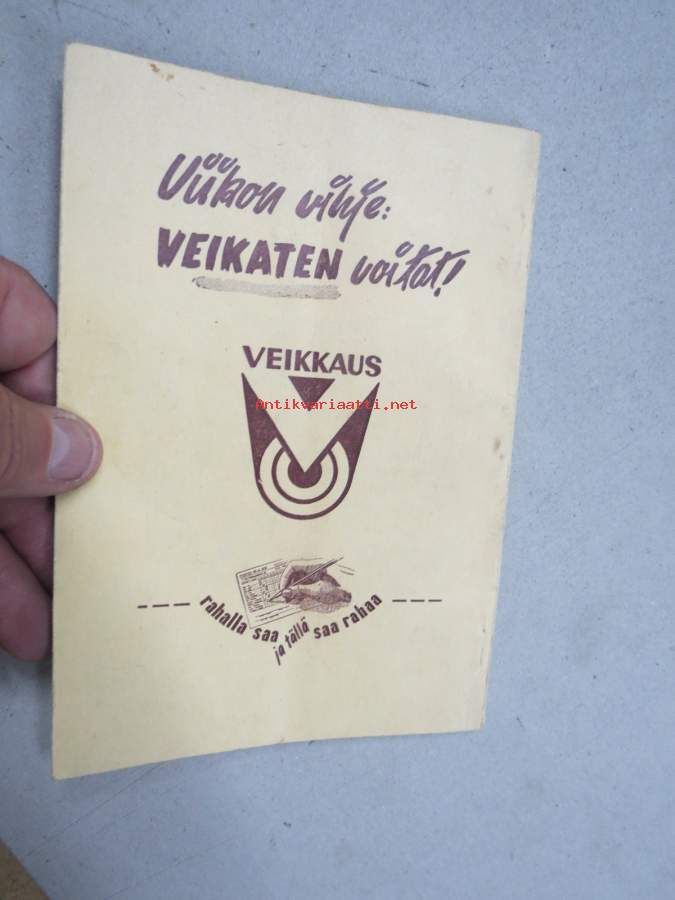 Viikon vihje:
VEIKATEN voitat!
VEIKKAUS
Antikvariaatti.net
--- rahalla saa ja tällä saa rahaa ---